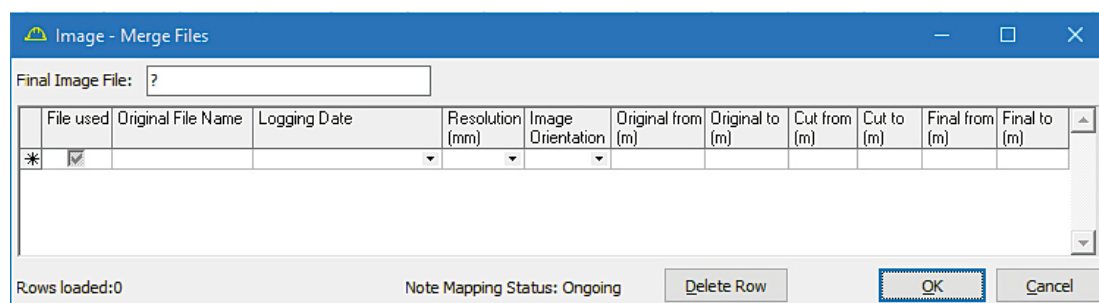 Image - Merge Files
Final Image File: ?
File used Original File Name Logging Date Resolution (mm) Image Orientation Original from (m) Original to (m) Cut from (m) Cut to (m) Final from (m) Final to (m)
Rows loaded:0 Note Mapping Status: Ongoing Delete Row OK Cancel